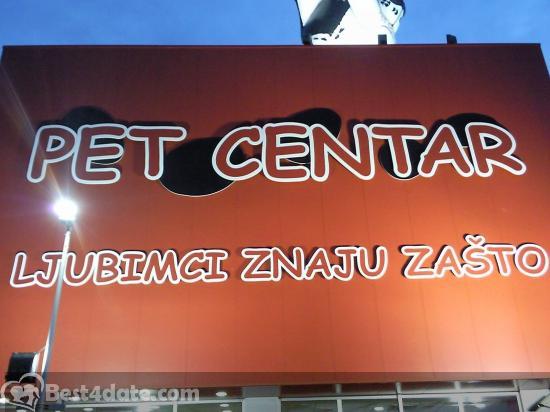 PET CENTAR
LJUBIMCI ZNAJU ZAŠTO
Best4date.com